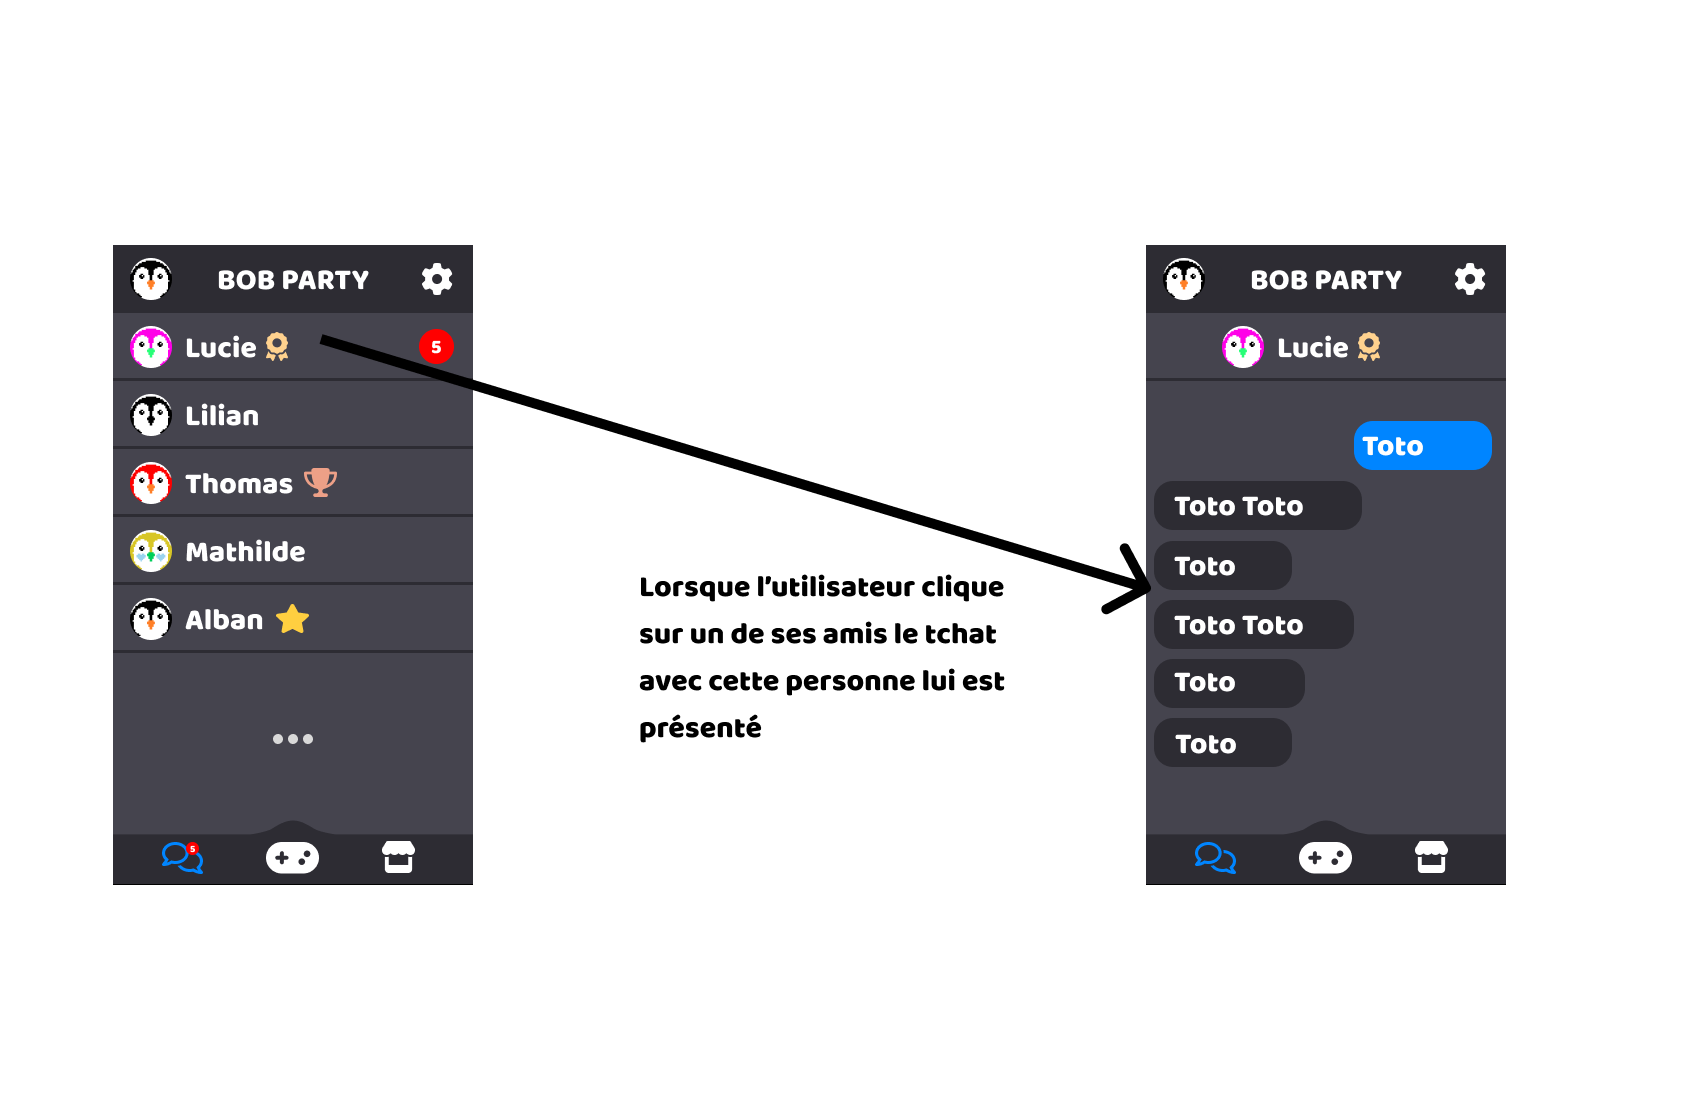 BOB PARTY
Lucie
5
Lilian
Thomas
Mathilde
Alban
5
Lorsque l'utilisateur clique
sur un de ses amis le tchat
avec cette personne lui est
présenté
BOB PARTY
Lucie
Toto
Toto Toto
Toto
Toto Toto
Toto
Toto